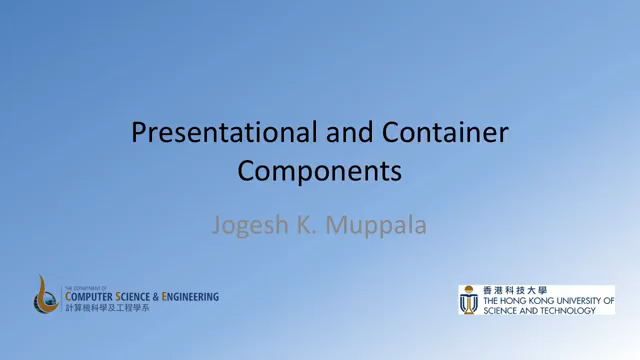 Presentational and Container
Components
Jogesh K. Muppala
THE DEPARTMENT OF
COMPUTER SCIENCE & ENGINEERING
計算機科學及工程學系
香港科技大學
THE HONG KONG UNIVERSITY OF
SCIENCE AND TECHNOLOGY